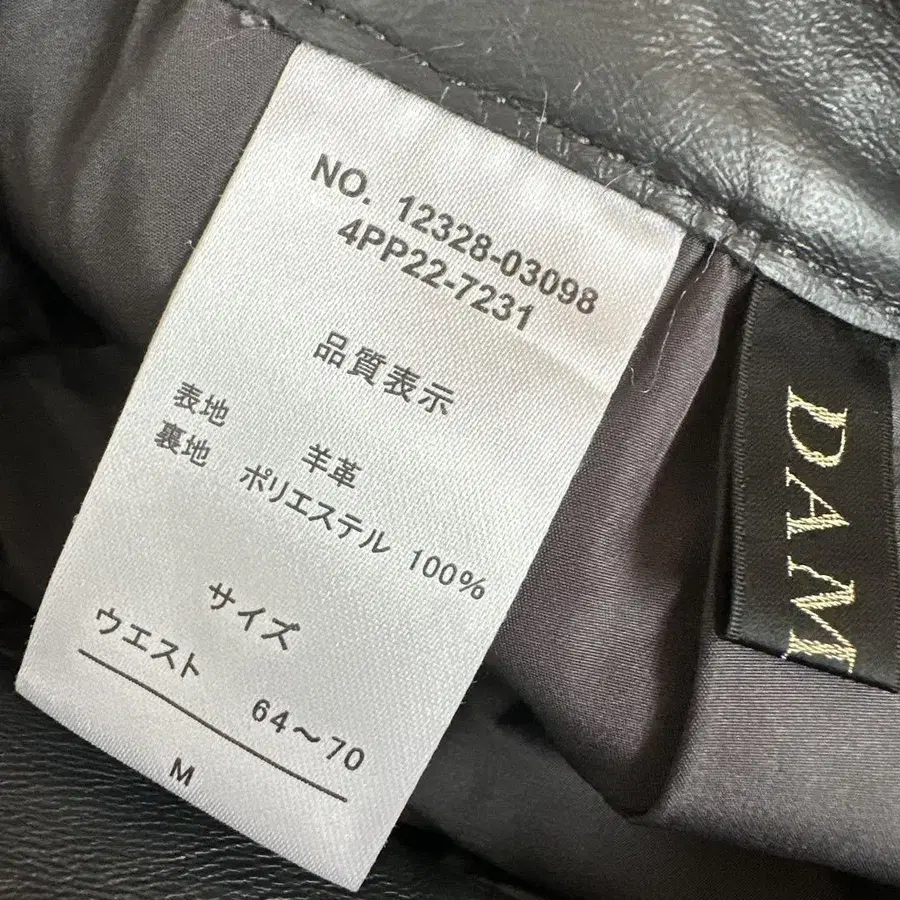 NO. 12328-03098
4PP22-7231
品質表示
表地 羊革
裏地 ポリエステル 100%
サイズ
ウエスト 64～70
M
DAM